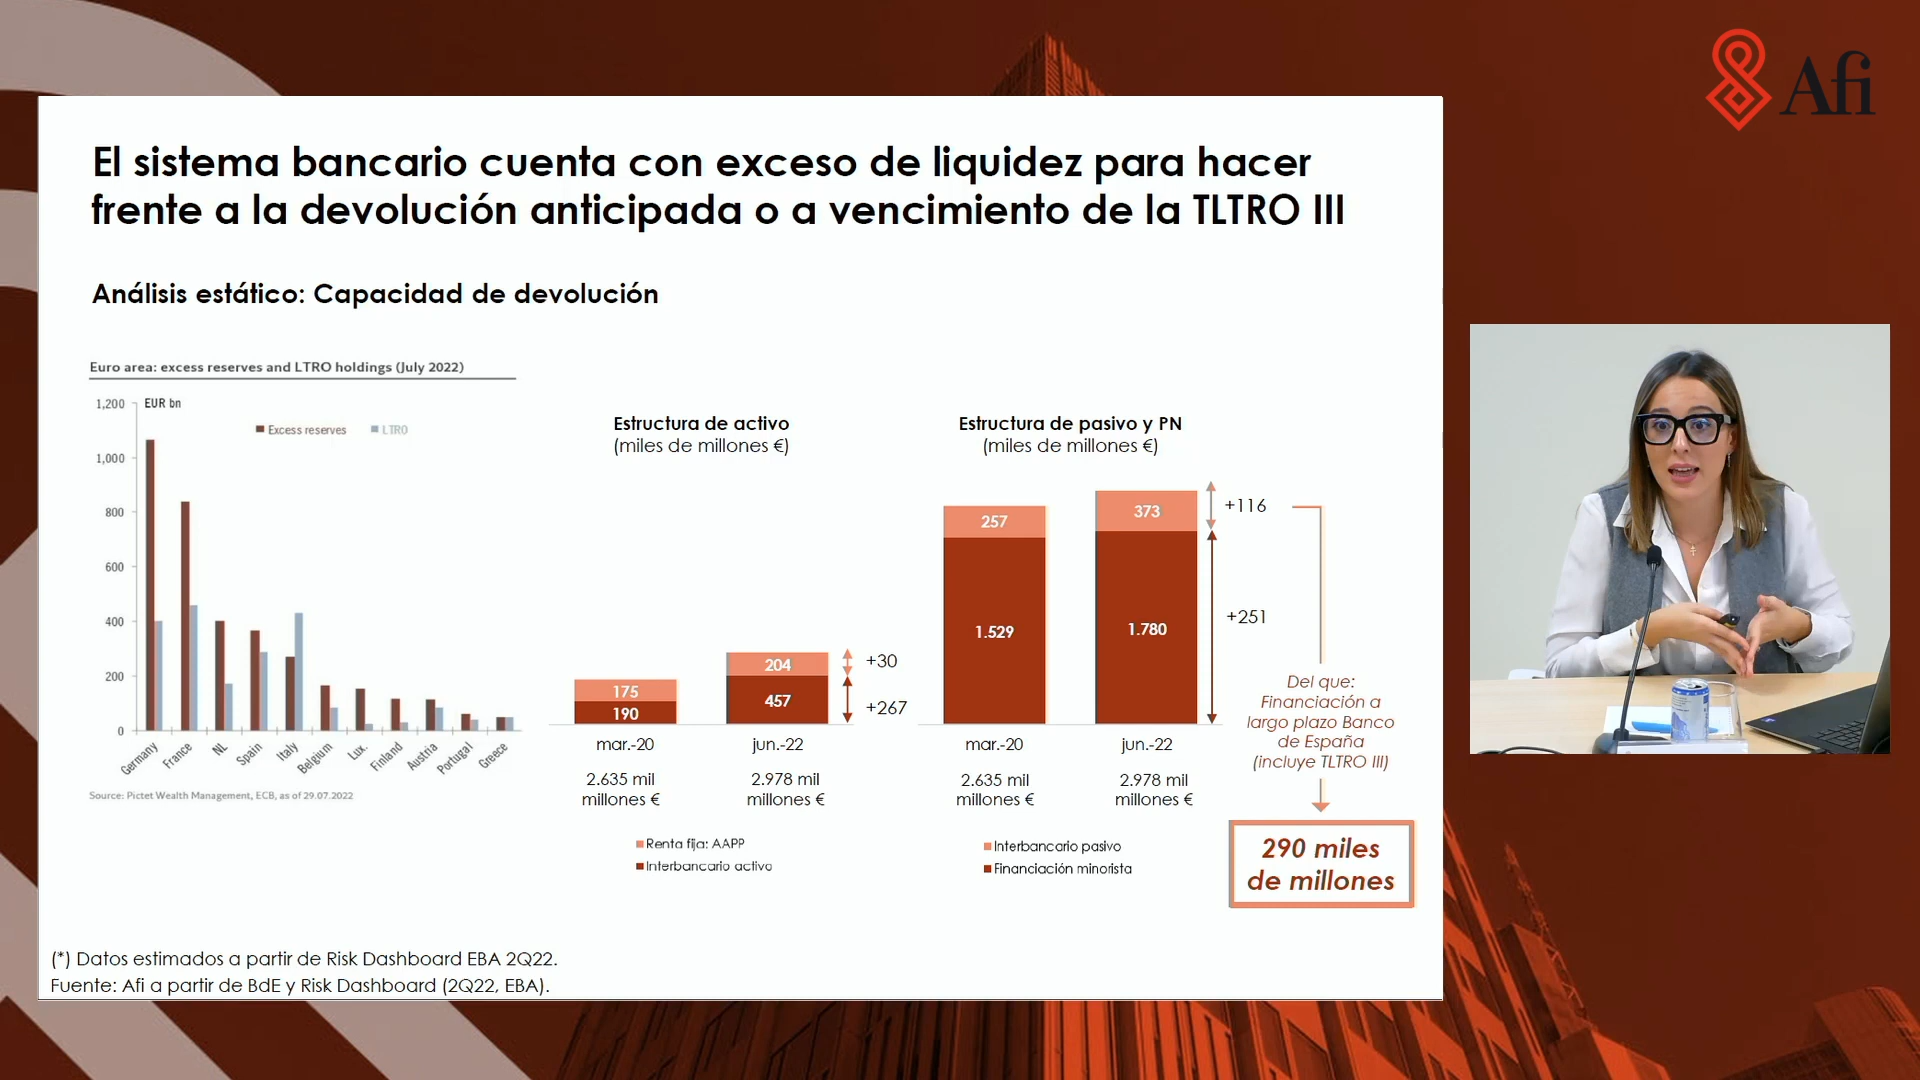 Afi
El sistema bancario cuenta con exceso de liquidez para hacer
frente a la devolución anticipada o a vencimiento de la TLTRO III
Análisis estático: Capacidad de devolución
Euro area: excess reserves and LTRO holdings (July 2022)
EUR bn
Excess reserves
LTRO
1,200
1,000
800
600
400
200
0
Germany
France
NL
Spain
Italy
Belgium
Lux.
Finland
Austria
Portugal
Greece
Source: Pictet Wealth Management, ECB, as of 29.07.2022
Estructura de activo
(miles de millones €)
175
190
204
457
+30
+267
mar.-20
jun.-22
2.635 mil
millones €
2.978 mil
millones €
Renta fija: AAPP
Interbancario activo
Estructura de pasivo y PN
(miles de millones €)
257
1.529
373
1.780
+116
+251
mar.-20
jun.-22
2.635 mil
millones €
2.978 mil
millones €
Interbancario pasivo
Financiación minorista
Del que:
Financiación a
largo plazo Banco
de España
(incluye TLTRO III)
290 miles
de millones
(*) Datos estimados a partir de Risk Dashboard EBA 2Q22.
Fuente: Afi a partir de BdE y Risk Dashboard (2Q22, EBA).